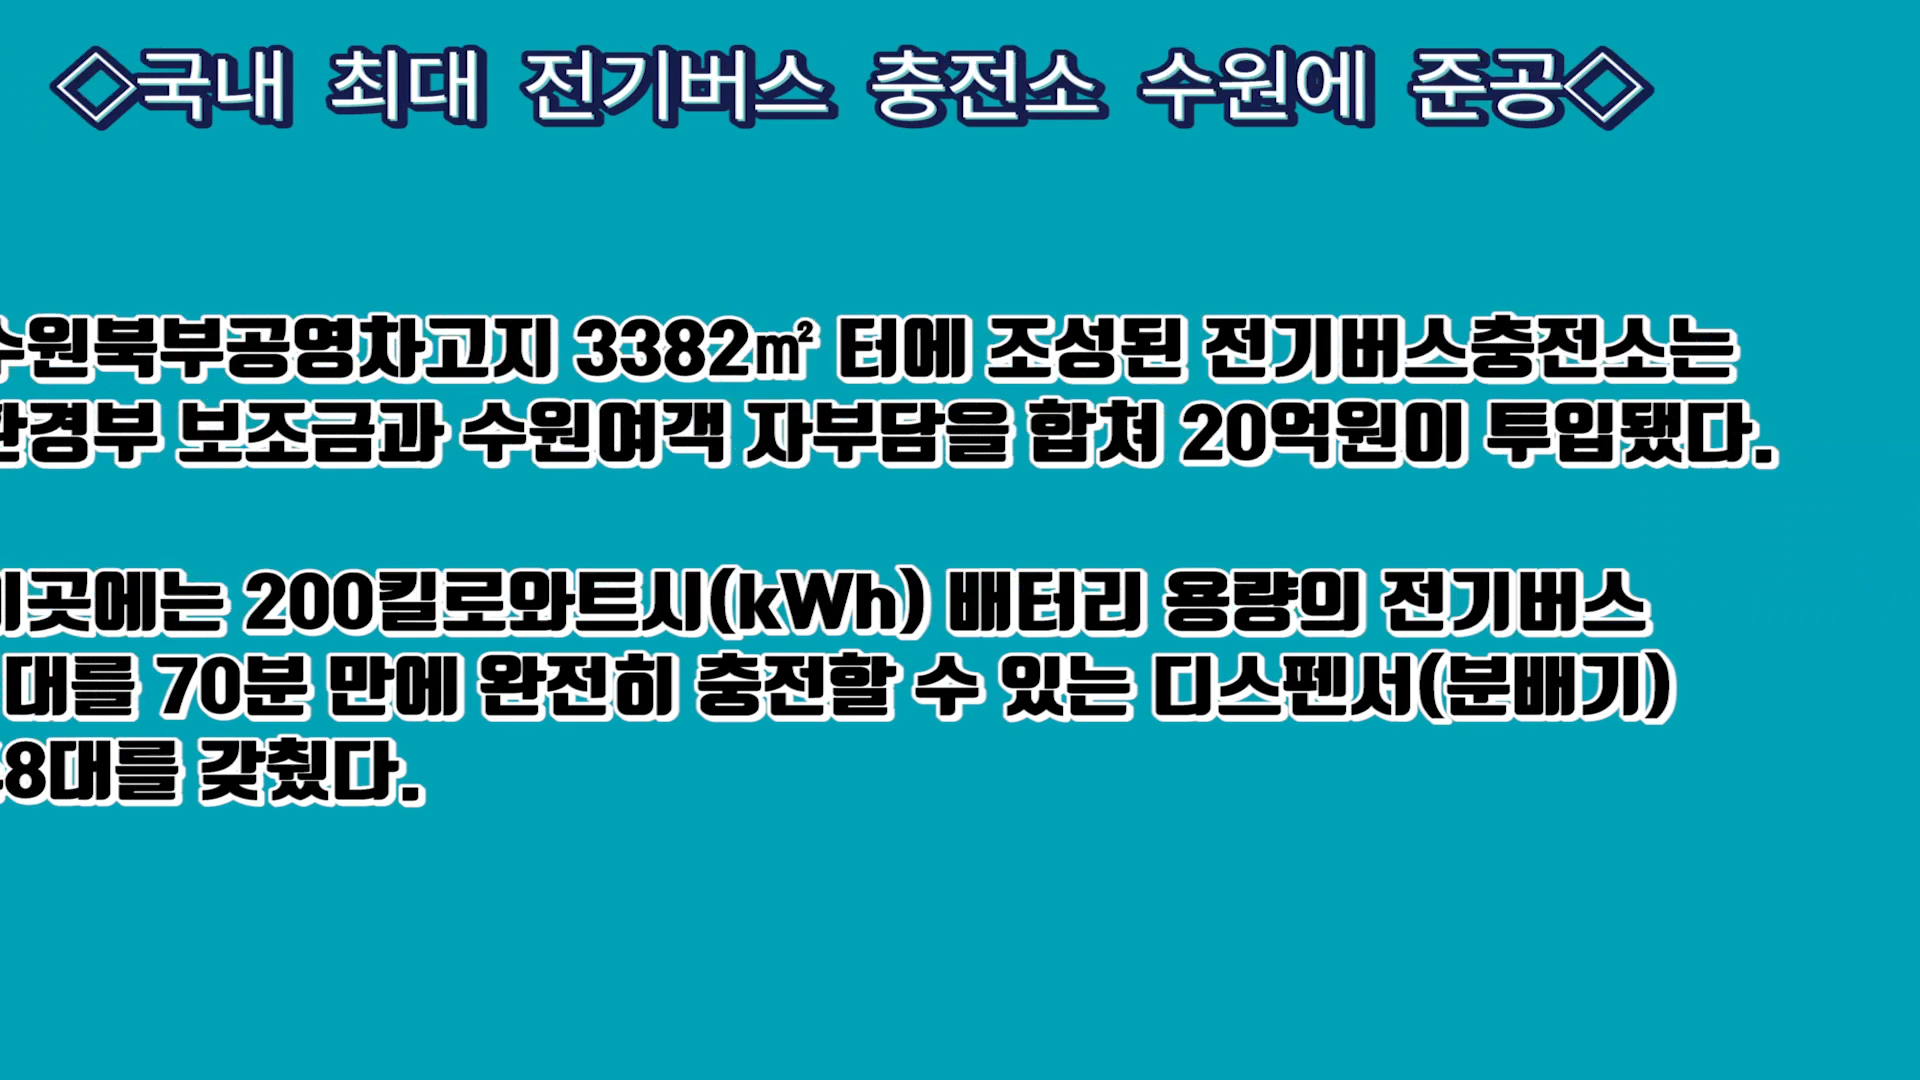 ◇국내 최대 전기버스 충전소 수원에 준공◇
수원북부공영차고지 3382㎡ 터에 조성된 전기버스충전소는
환경부 보조금과 수원여객 자부담을 합쳐 20억원이 투입됐다.
이곳에는 200킬로와트시(kWh) 배터리 용량의 전기버스
대를 70분 만에 완전히 충전할 수 있는 디스펜서(분배기)
8대를 갖췄다.